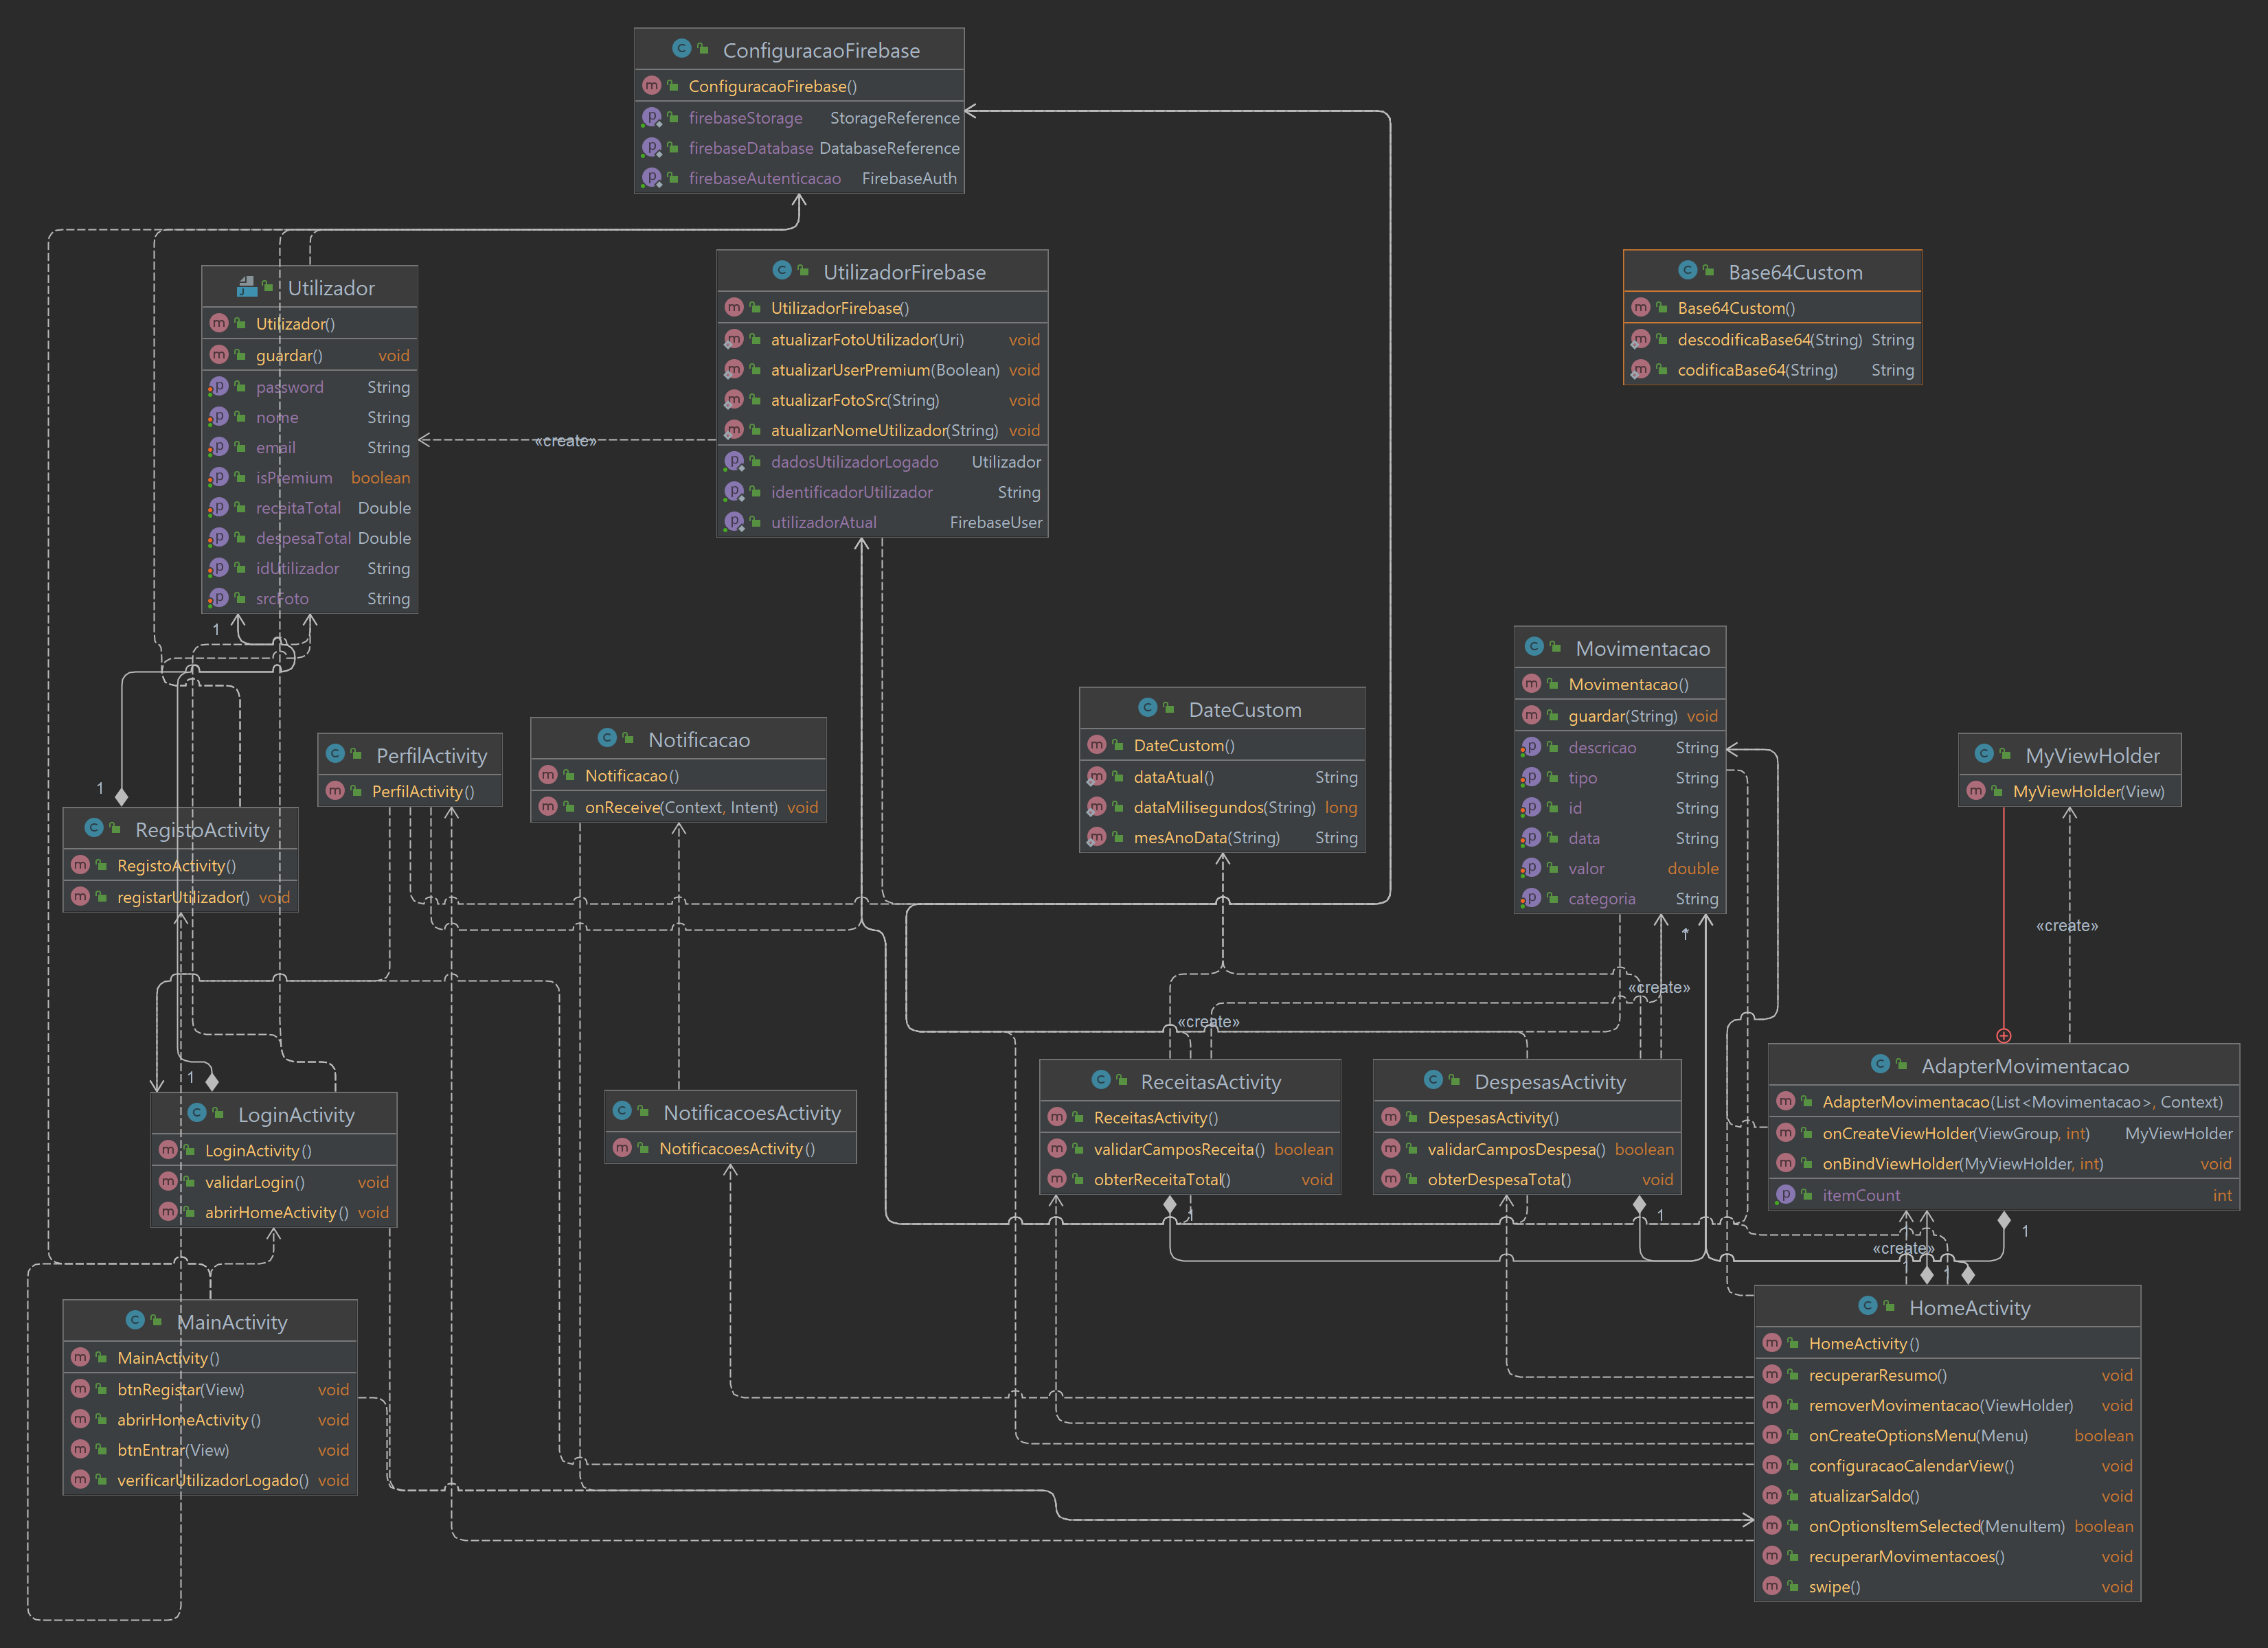 ConfiguracaoFirebase
ConfiguracaoFirebase()
firebaseStorage StorageReference
firebaseDatabase DatabaseReference
firebaseAutenticacao FirebaseAuth
Utilizador
Utilizador()
guardar() void
password String
nome String
email String
isPremium boolean
receitaTotal Double
despesaTotal Double
idUtilizador String
srcFoto String
1
«create»
UtilizadorFirebase
UtilizadorFirebase()
atualizarFotoUtilizador(Uri) void
atualizarUserPremium(Boolean) void
atualizarFotoSrc(String) void
atualizarNomeUtilizador(String) void
dadosUtilizadorLogado Utilizador
identificadorUtilizador String
utilizadorAtual FirebaseUser
Base64Custom
Base64Custom()
descodificaBase64(String) String
codificaBase64(String) String
Movimentacao
Movimentacao()
guardar(String) void
descricao String
tipo String
id String
data String
valor double
categoria String
1
*
DateCustom
DateCustom()
dataAtual() String
dataMilisegundos(String) long
mesAnoData(String) String
Notificacao
Notificacao()
onReceive(Context, Intent) void
PerfilActivity
PerfilActivity()
MyViewHolder
MyViewHolder(View)
«create»
1
RegistoActivity
RegistoActivity()
registarUtilizador() void
«create»
«create»
1
LoginActivity
LoginActivity()
validarLogin() void
abrirHomeActivity() void
NotificacoesActivity
NotificacoesActivity()
ReceitasActivity
ReceitasActivity()
validarCamposReceita() boolean
obterReceitaTotal() void
1
DespesasActivity
DespesasActivity()
validarCamposDespesa() boolean
obterDespesaTotal() void
1
AdapterMovimentacao
AdapterMovimentacao(List<Movimentacao>, Context)
onCreateViewHolder(ViewGroup, int) MyViewHolder
onBindViewHolder(MyViewHolder, int) void
itemCount int
1
«create»
1
1
MainActivity
MainActivity()
btnRegistar(View) void
abrirHomeActivity() void
btnEntrar(View) void
verificarUtilizadorLogado() void
HomeActivity
HomeActivity()
recuperarResumo() void
removerMovimentacao(ViewHolder) void
onCreateOptionsMenu(Menu) boolean
configuracaoCalendarView() void
atualizarSaldo() void
onOptionsItemSelected(MenuItem) boolean
recuperarMovimentacoes() void
swipe() void